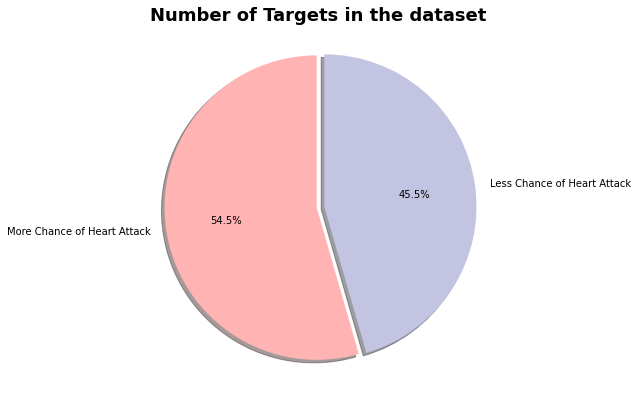 Number of Targets in the dataset
45.5%
Less Chance of Heart Attack
54.5%
More Chance of Heart Attack